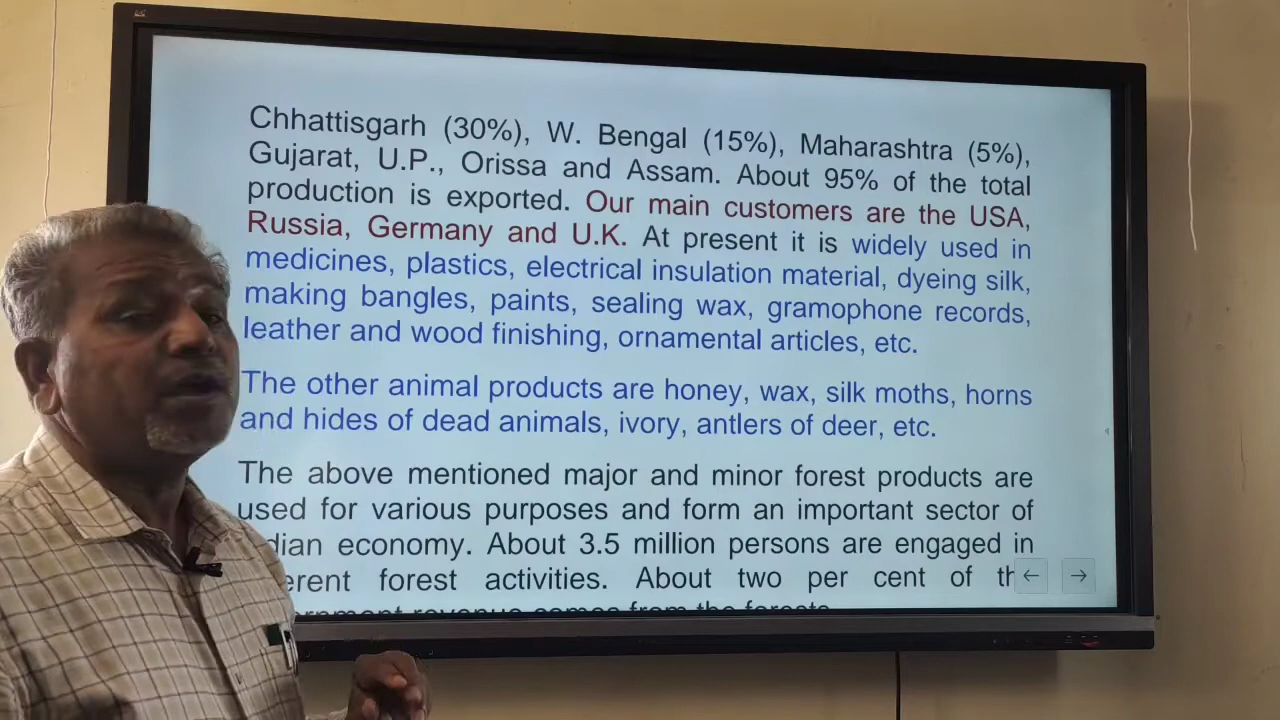 Chhattisgarh (30%), W. Bengal (15%), Maharashtra (5%),
Gujarat, U.P., Orissa and Assam. About 95% of the total
production is exported. Our main customers are the USA,
Russia, Germany and U.K. At present it is widely used in
medicines, plastics, electrical insulation material, dyeing silk,
making bangles, paints, sealing wax, gramophone records,
leather and wood finishing, ornamental articles, etc.
The other animal products are honey, wax, silk moths, horns
and hides of dead animals, ivory, antlers of deer, etc.
The above mentioned major and minor forest products are
used for various purposes and form an important sector of
economy. About 3.5 million persons are engaged in
forest activities. About two per cent of
revenue comes from the forests.